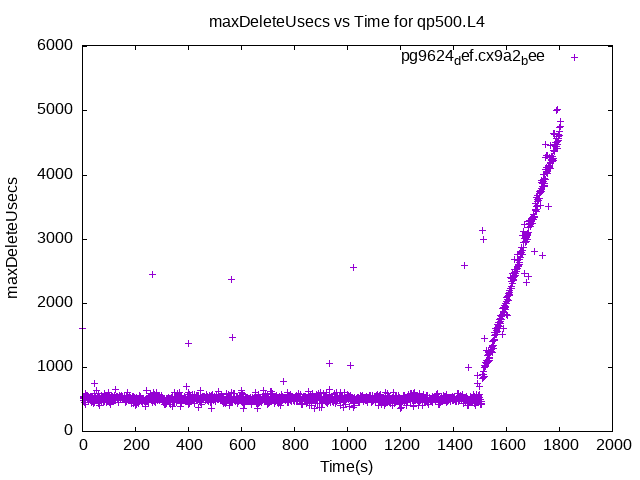 maxDeleteUsecs vs Time for qp500.L4
pg9624_def.cx9a2_bee
6000
5000
4000
3000
2000
1000
0
maxDeleteUsecs
0 200 400 600 800 1000 1200 1400 1600 1800 2000
Time(s)